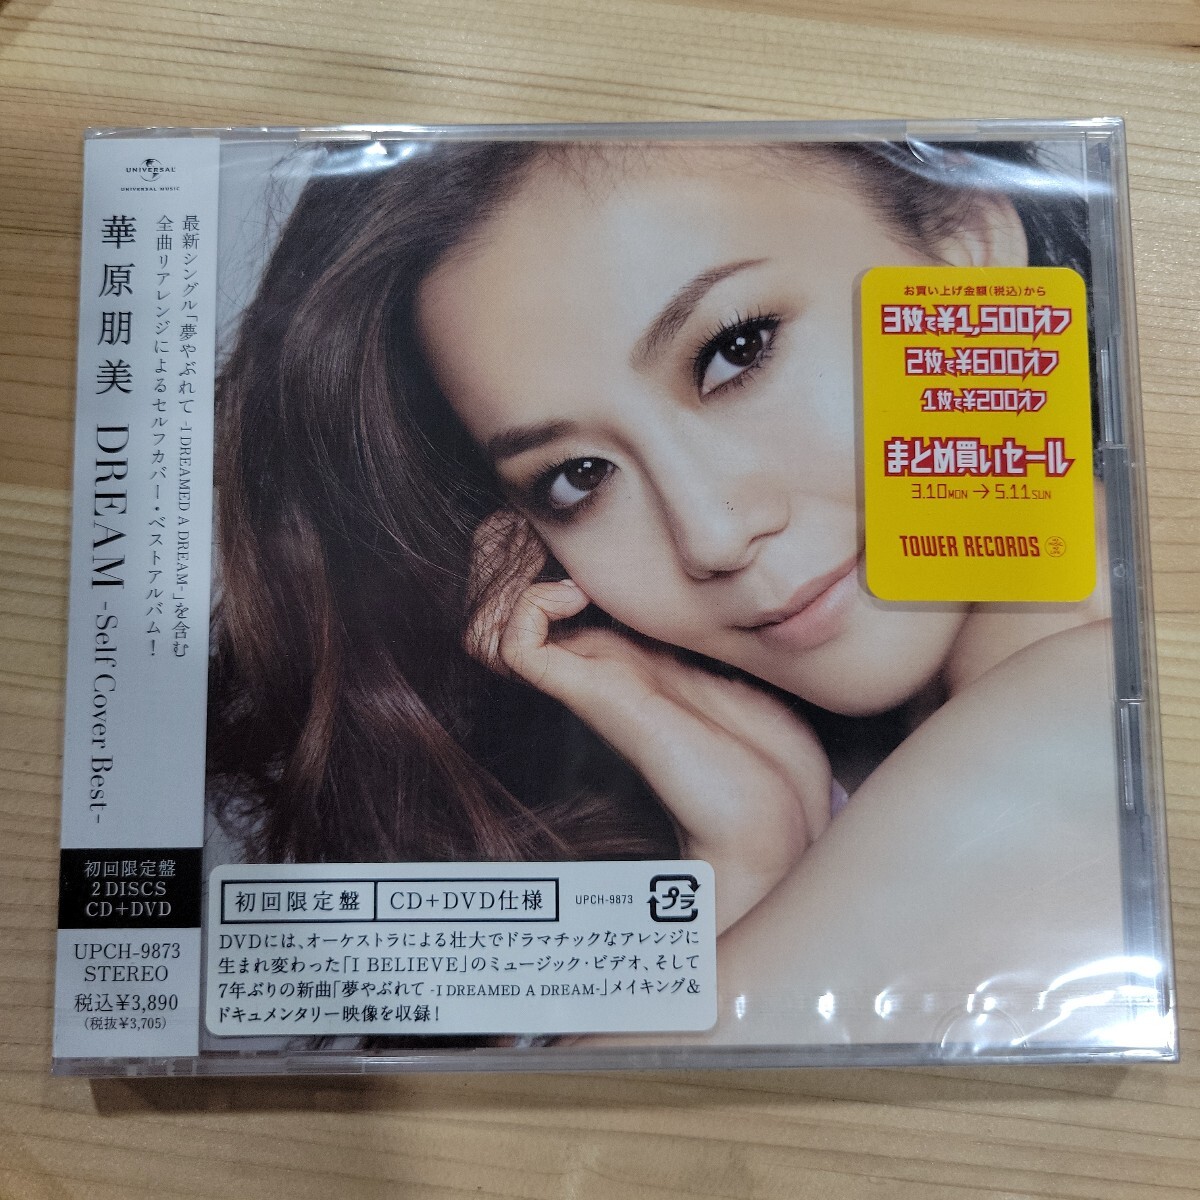 UNIVERSAL
UNIVERSAL MUSIC
最新シングル「夢やぶれて -I DREAMED A DREAM-」を含む
全曲リアレンジによるセルフカバー・ベストアルバム!
華原朋美 DREAM -Self Cover Best-
初回限定盤
2 DISCS
CD+DVD
UPCH-9873
STEREO
税込¥3,890
(税抜¥3,705)
お買い上げ金額(税込)から
3枚で¥1,500オフ
2枚で¥600オフ
1枚で¥200オフ
まとめ買いセール
3.10MON→5.11SUN
TOWER RECORDS
初回限定盤 CD+DVD仕様 UPCH-9873 プラ
DVDには、オーケストラによる壮大でドラマチックなアレンジに
生まれ変わった「I BELIEVE」のミュージック・ビデオ、そして
7年ぶりの新曲「夢やぶれて -I DREAMED A DREAM-」メイキング&
ドキュメンタリー映像を収録!